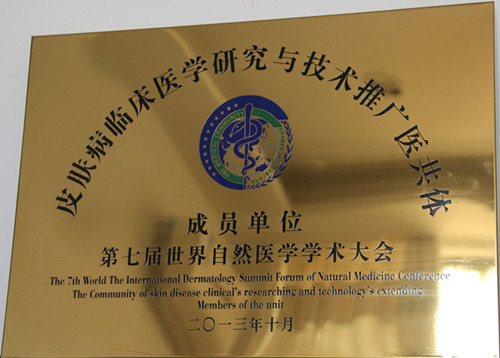 皮肤病临床医学研究与技术推广医共体
成员单位
第七届世界自然医学学术大会
The 7th World The International Dermatology Summit Forum of Natural Medicine Conference
The Community of skin disease clinical's researching and technology's extending
Members of the unit
二〇一三年十月